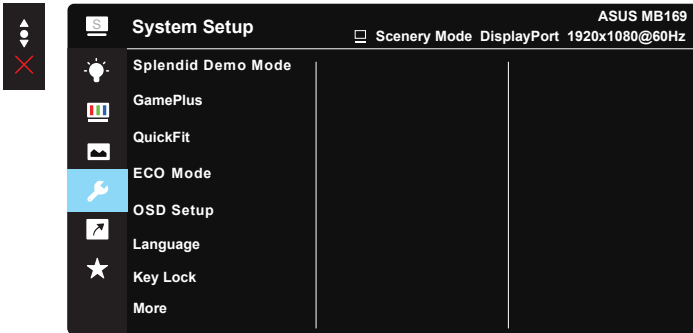 S
System Setup
ASUS MB169
Scenery Mode DisplayPort 1920x1080@60Hz
Splendid Demo Mode
GamePlus
QuickFit
ECO Mode
OSD Setup
Language
Key Lock
More